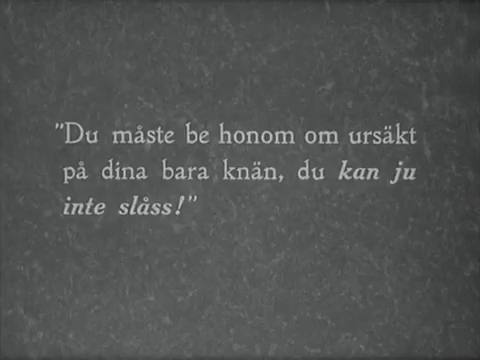 "Du måste be honom om ursäkt
på dina bara knän, du kan ju
inte slåss!"